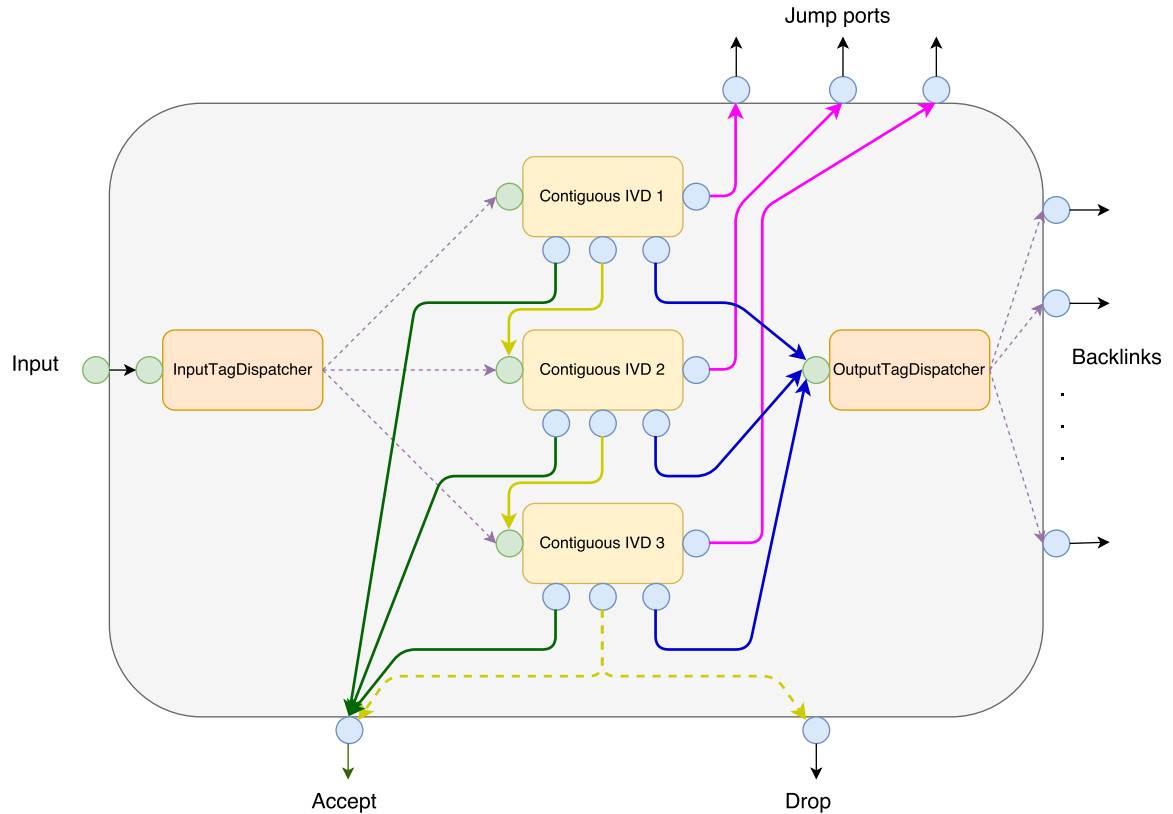 Jump ports
Contiguous IVD 1
Input
InputTagDispatcher
Contiguous IVD 2
OutputTagDispatcher
Backlinks
.
.
.
Contiguous IVD 3
Accept
Drop